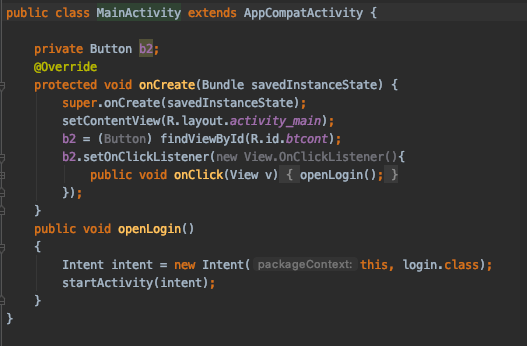 public class MainActivity extends AppCompatActivity {
private Button b2;
@Override
protected void onCreate(Bundle savedInstanceState) {
super.onCreate(savedInstanceState);
setContentView(R.layout.activity_main);
b2 = (Button) findViewById(R.id.btcont);
b2.setOnClickListener(new View.OnClickListener(){
public void onClick(View v) { openLogin(); }
});
}
public void openLogin()
{
Intent intent = new Intent( packageContext: this, login.class);
startActivity(intent);
}
}